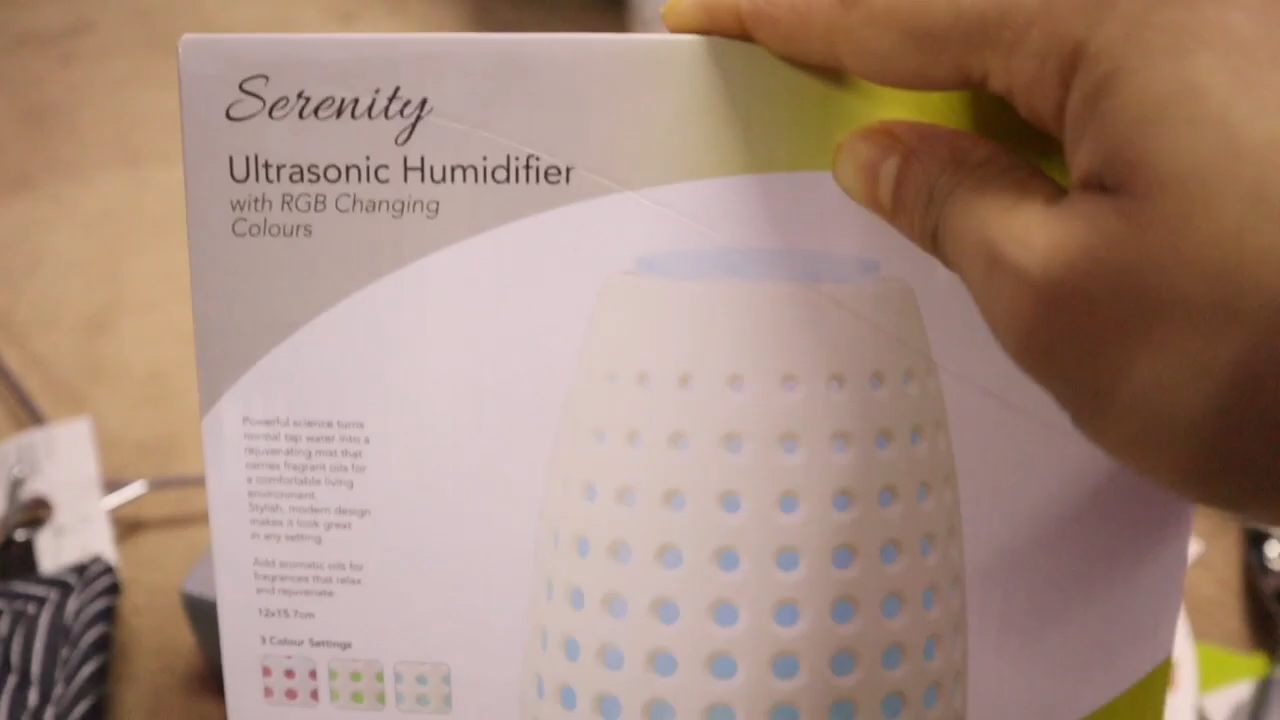 Serenity
Ultrasonic Humidifier
with RGB Changing
Colours
Powerful science turns
normal tap water into a
rejuvenating mist that
carries fragrant oils for
a comfortable living
environment.
Stylish, modern design
makes it look great
in any setting.
Add aromatic oils for
fragrances that relax
and rejuvenate.
12x15.7cm
3 Colour Settings